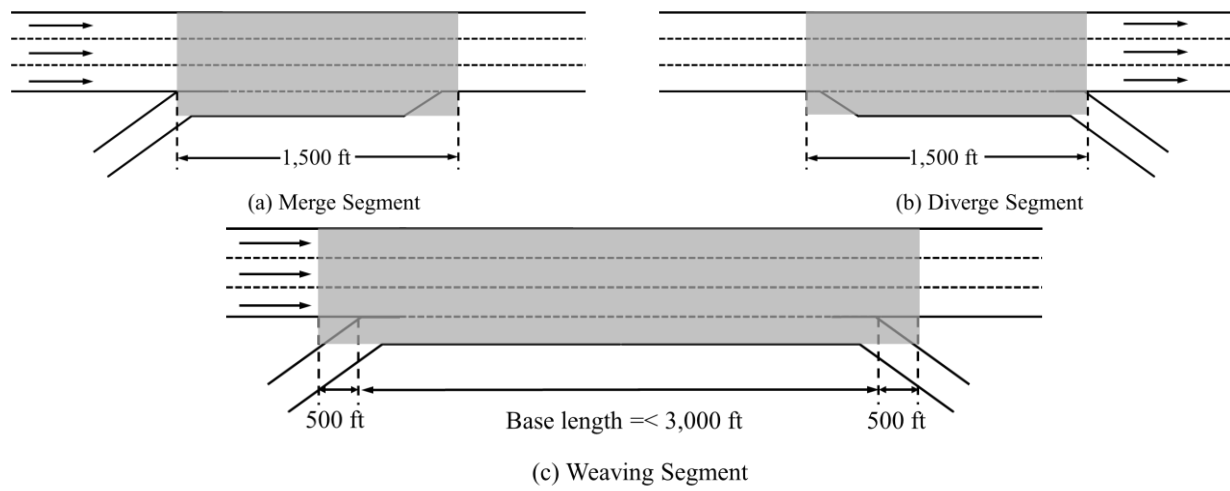 1,500 ft
1,500 ft
(a) Merge Segment
(b) Diverge Segment
500 ft
Base length =< 3,000 ft
500 ft
(c) Weaving Segment